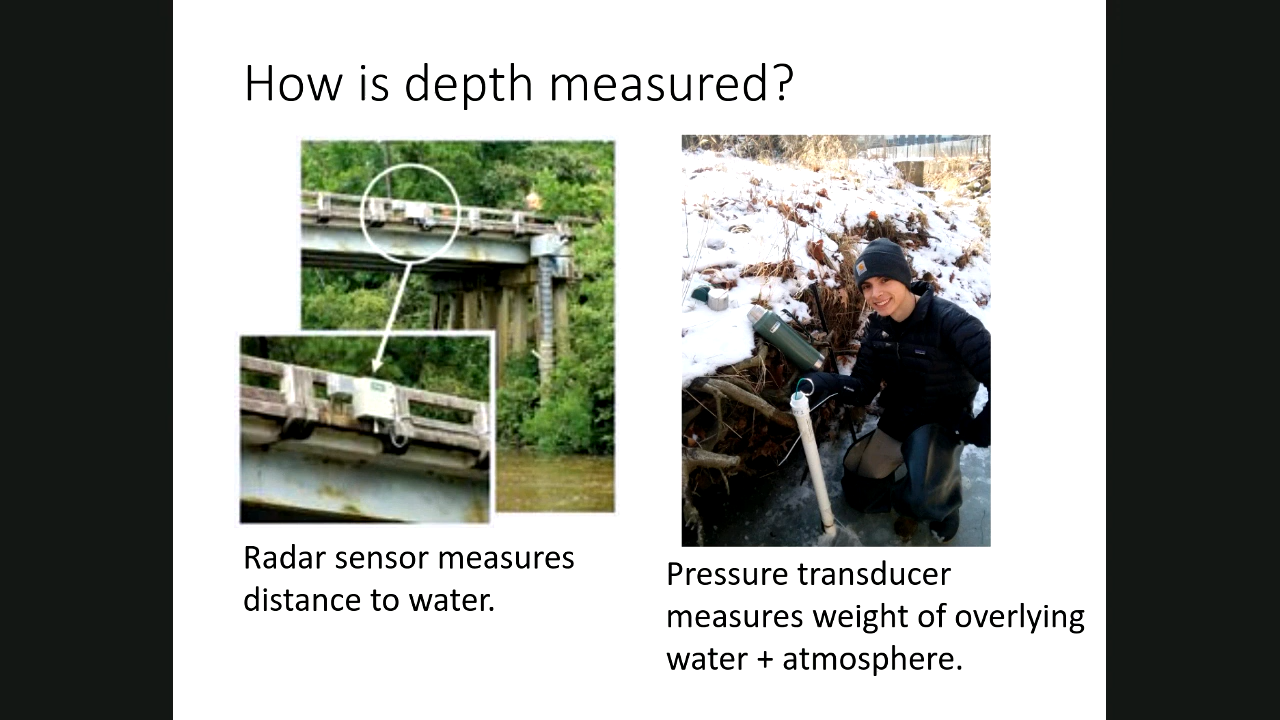 How is depth measured?
Radar sensor measures
distance to water.
Pressure transducer
measures weight of overlying
water + atmosphere.